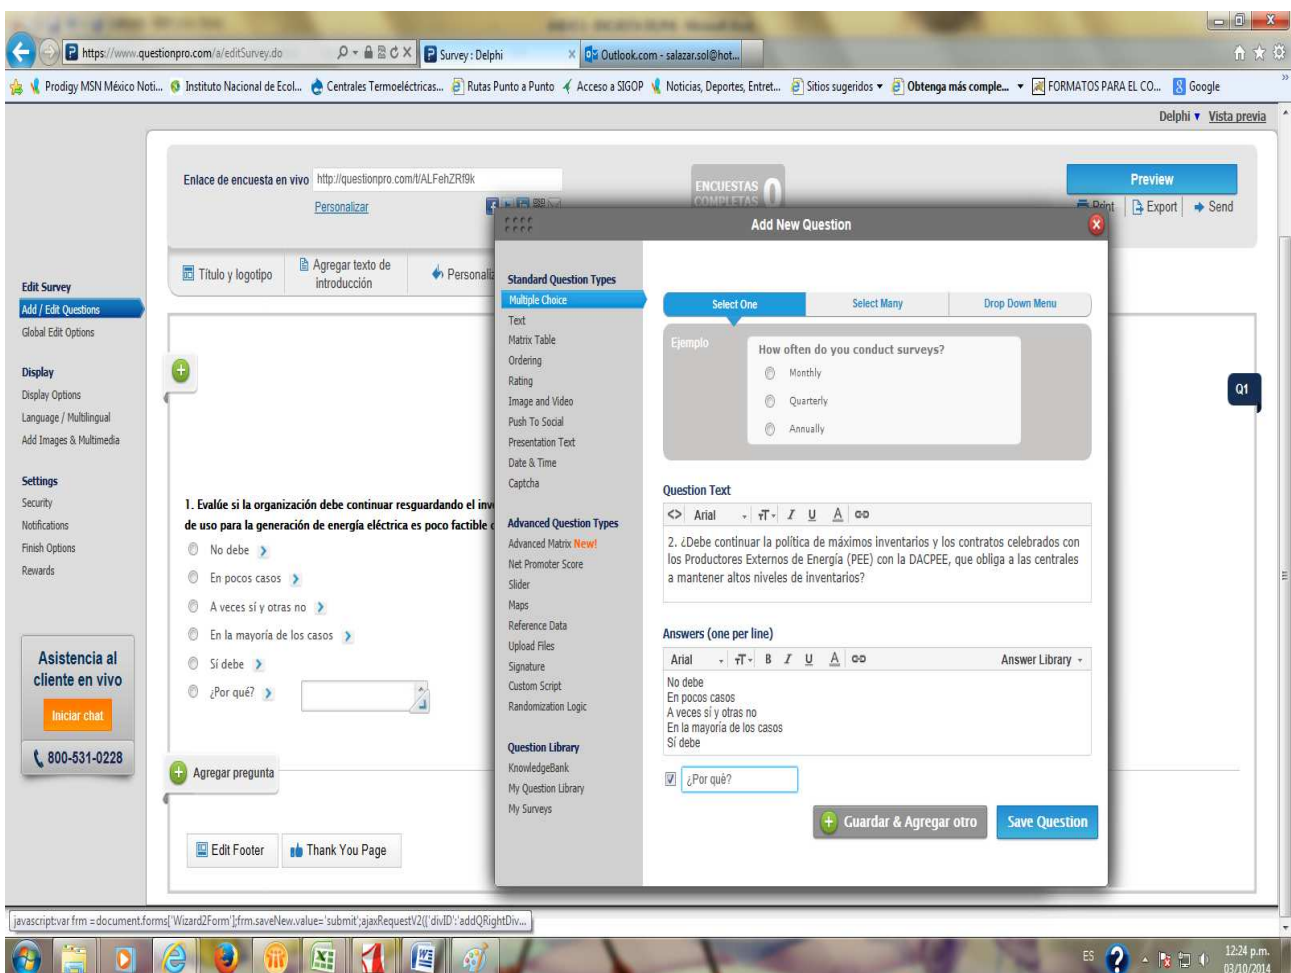 https://www.questionpro.com/a/editSurvey.do
Survey : Delphi
Outlook.com - salazar.sol@hot...
Prodigy MSN México Noti...
Instituto Nacional de Ecol...
Centrales Termoeléctricas...
Rutas Punto a Punto
Acceso a SIGOP
Noticias, Deportes, Entret...
Sitios sugeridos
Obtenga más comple...
FORMATOS PARA EL CO...
Google
Delphi Vista previa
Enlace de encuesta en vivo http://questionpro.com/t/ALFehZRf9k
Personalizar
ENCUESTAS 0
COMPLETAS
Preview
Print Export Send
Título y logotipo
Agregar texto de
introducción
Personaliz
Edit Survey
Add / Edit Questions
Global Edit Options
Display
Display Options
Language / Multilingual
Add Images & Multimedia
Settings
Security
Notifications
Finish Options
Rewards
Asistencia al
cliente en vivo
Iniciar chat
800-531-0228
Q1
1. Evalúe si la organización debe continuar resguardando el inv
de uso para la generación de energía eléctrica es poco factible
No debe
En pocos casos
A veces sí y otras no
En la mayoría de los casos
Sí debe
¿Por qué?
Agregar pregunta
Edit Footer
Thank You Page
Add New Question
Standard Question Types
Multiple Choice
Text
Matrix Table
Ordering
Rating
Image and Video
Push To Social
Presentation Text
Date & Time
Captcha
Advanced Question Types
Advanced Matrix New!
Net Promoter Score
Slider
Maps
Reference Data
Upload Files
Signature
Custom Script
Randomization Logic
Question Library
KnowledgeBank
My Question Library
My Surveys
Select One
Select Many
Drop Down Menu
Ejemplo
How often do you conduct surveys?
Monthly
Quarterly
Annually
Question Text
<> Arial TT I U A
2. ¿Debe continuar la política de máximos inventarios y los contratos celebrados con
los Productores Externos de Energía (PEE) con la DACPEE, que obliga a las centrales
a mantener altos niveles de inventarios?
Answers (one per line)
Arial TT B I U A Answer Library
No debe
En pocos casos
A veces sí y otras no
En la mayoría de los casos
Sí debe
¿Por qué?
Guardar & Agregar otro
Save Question
javascript:var frm =document.forms['Wizard2Form'];frm.saveNew.value='submit';ajaxRequestV2({'divID':'addQRightDiv...
ES
12:24 p.m.
03/10/2014